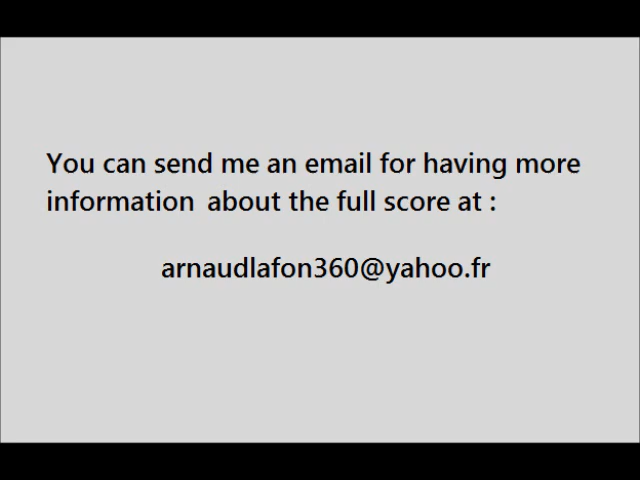 You can send me an email for having more
information about the full score at :
arnaudlafon360@yahoo.fr